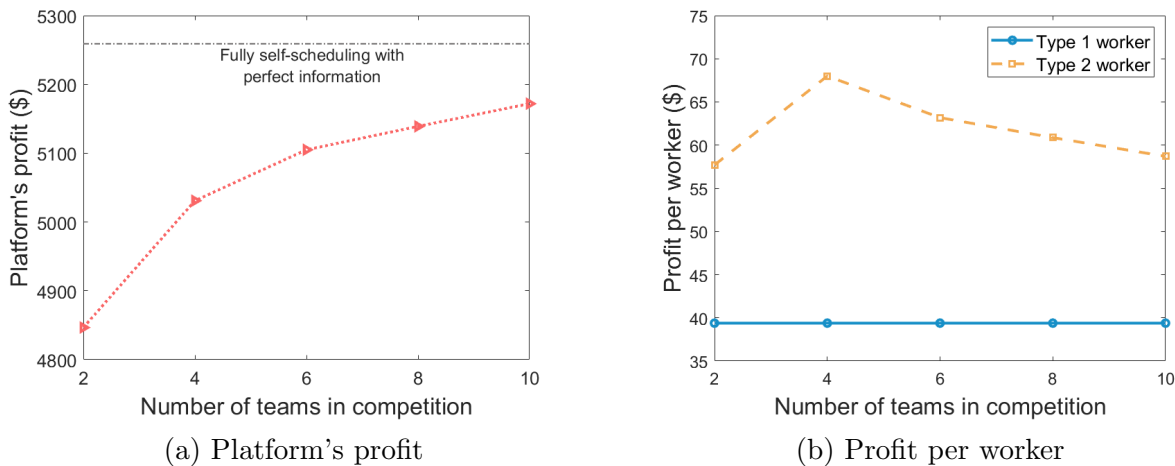 5300
5200
5100
5000
4900
4800
Platform's profit ($)
Fully self-scheduling with
perfect information
2 4 6 8 10
Number of teams in competition
(a) Platform's profit
75
70
65
60
55
50
45
40
35
Profit per worker ($)
Type 1 worker
Type 2 worker
2 4 6 8 10
Number of teams in competition
(b) Profit per worker